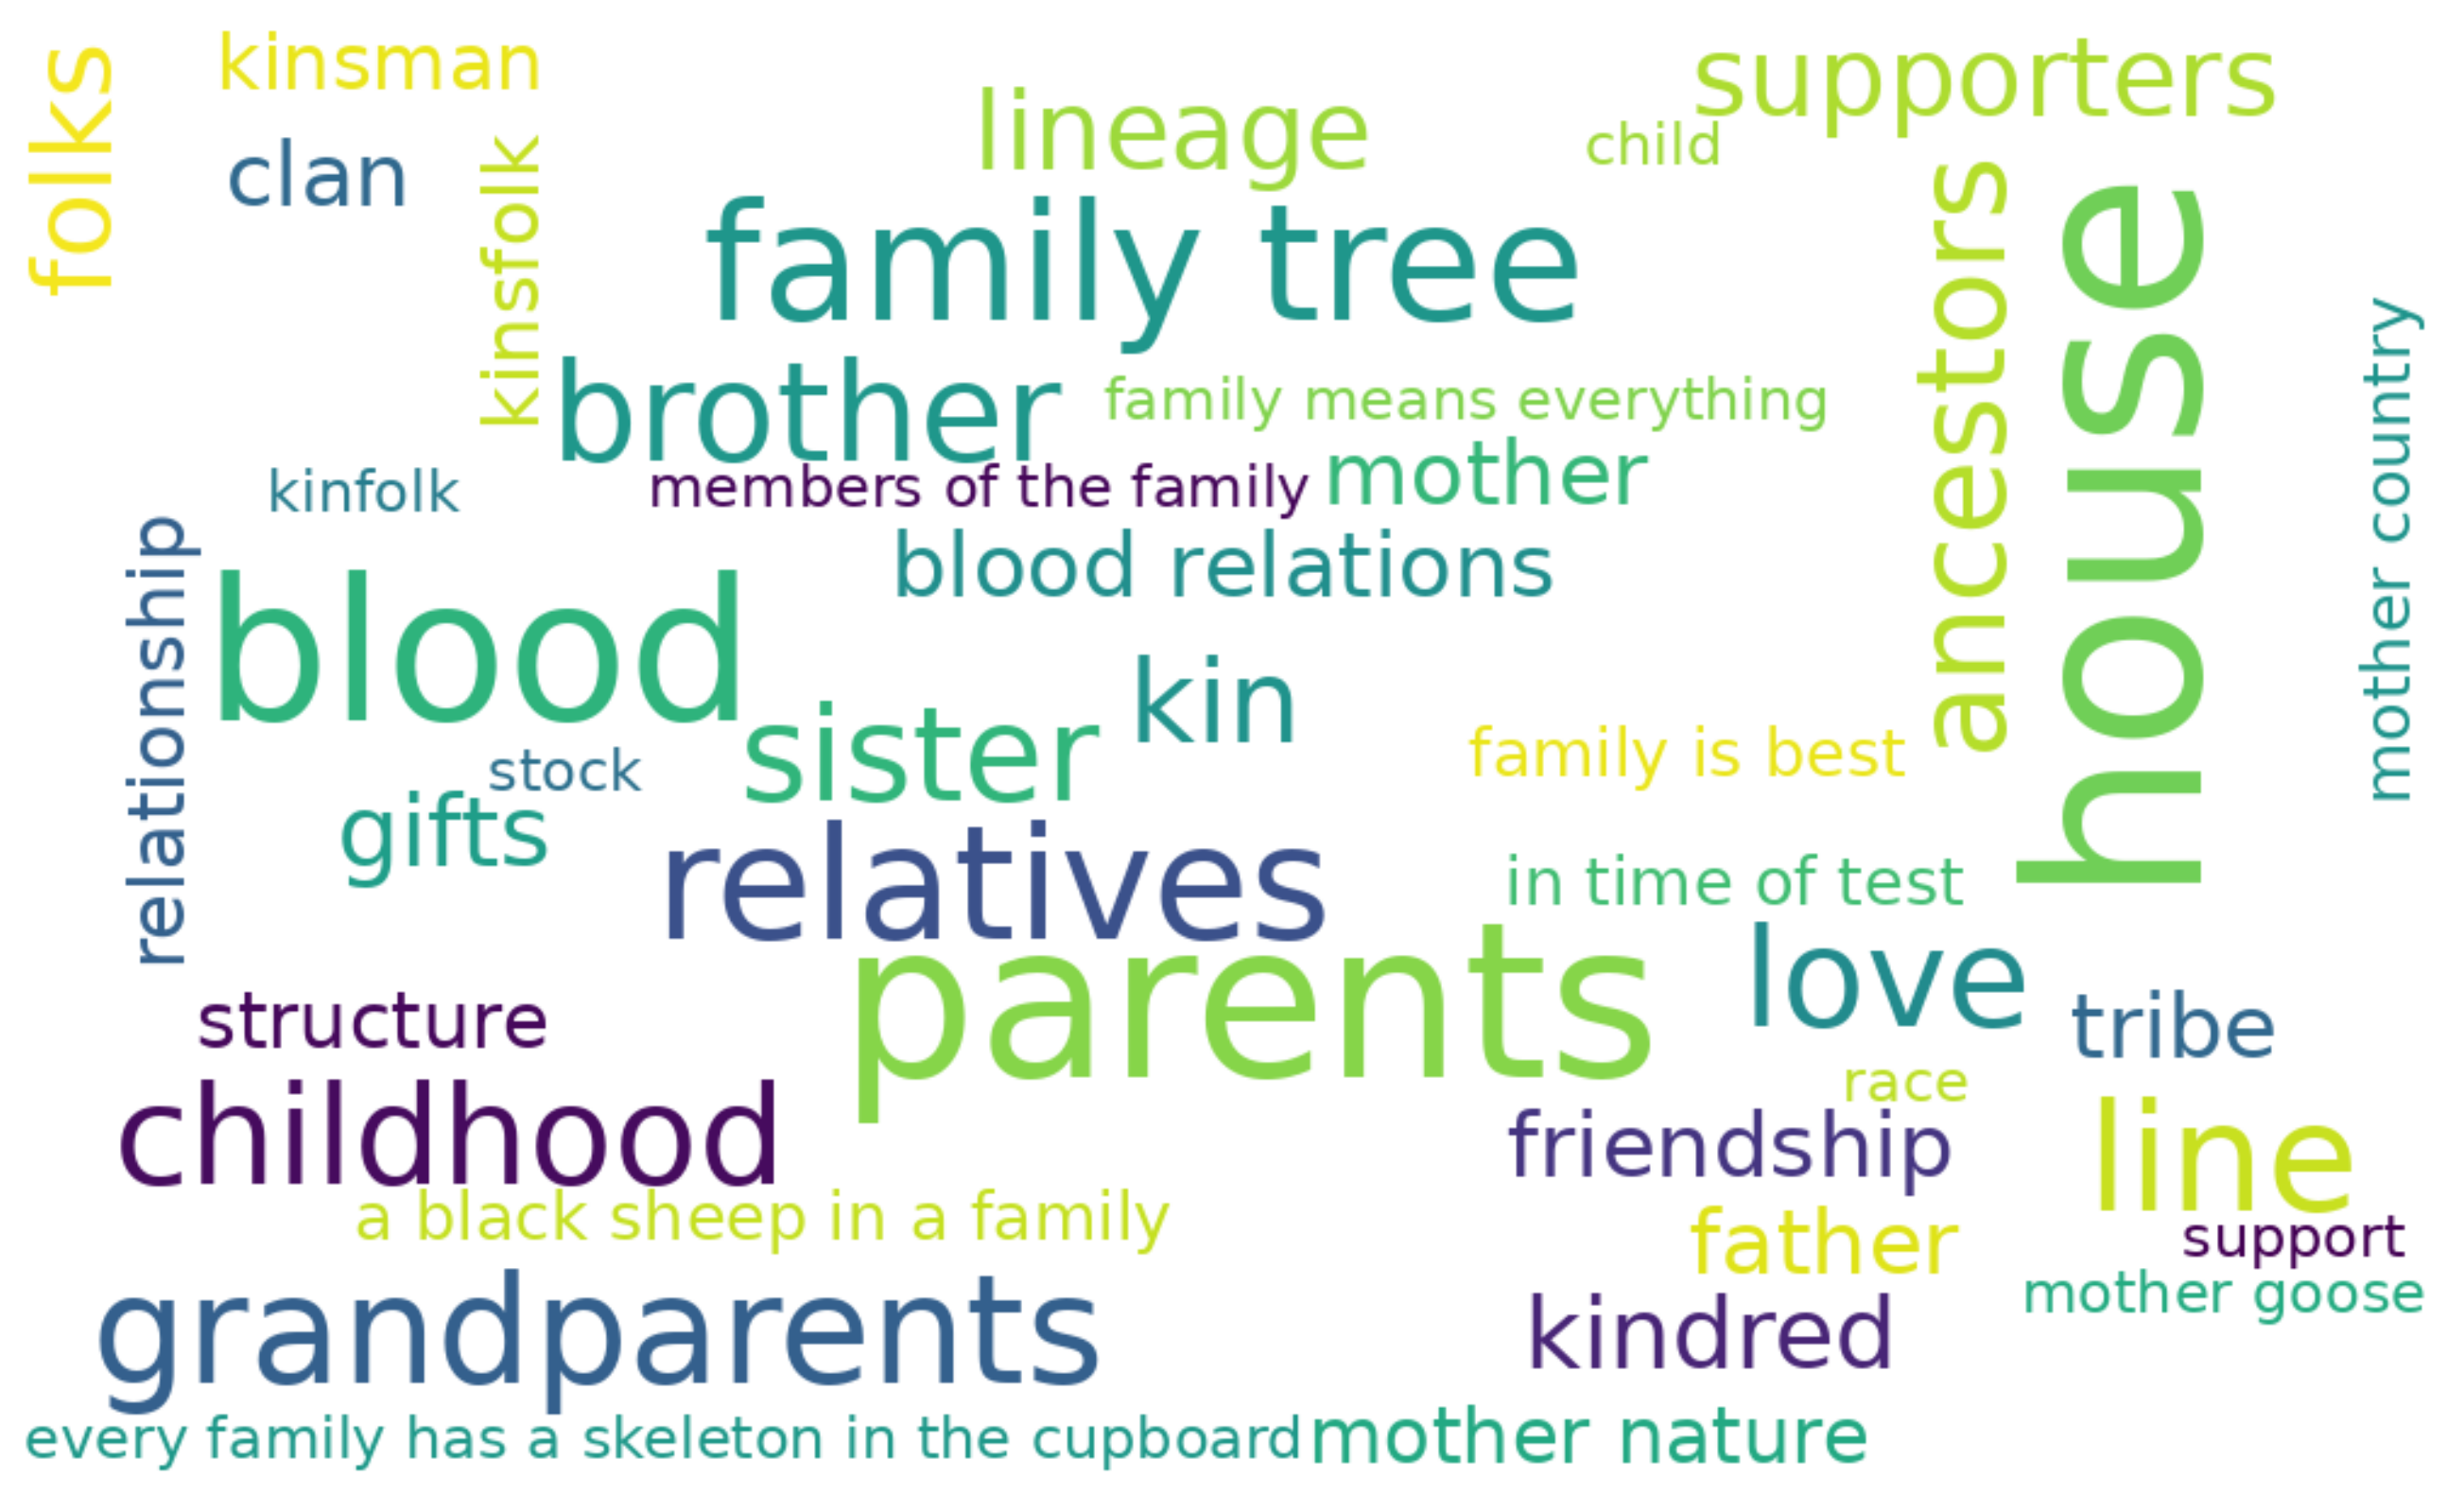 folks
kinsman
supporters
lineage
child
clan
kinsfolk
family tree
ancestors
house
mother country
brother
family means everything
members of the family
mother
kinfolk
blood relations
relationship
blood
kin
sister
family is best
stock
gifts
relatives
in time of test
parents
love
structure
tribe
race
childhood
friendship
line
a black sheep in a family
father
support
mother goose
grandparents
kindred
every family has a skeleton in the cupboard
mother nature